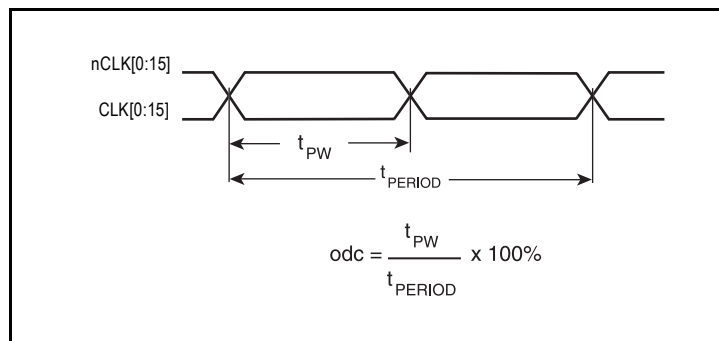 nCLK[0:15]
CLK[0:15]
tPW
tPERIOD
odc = tPW / tPERIOD x 100%